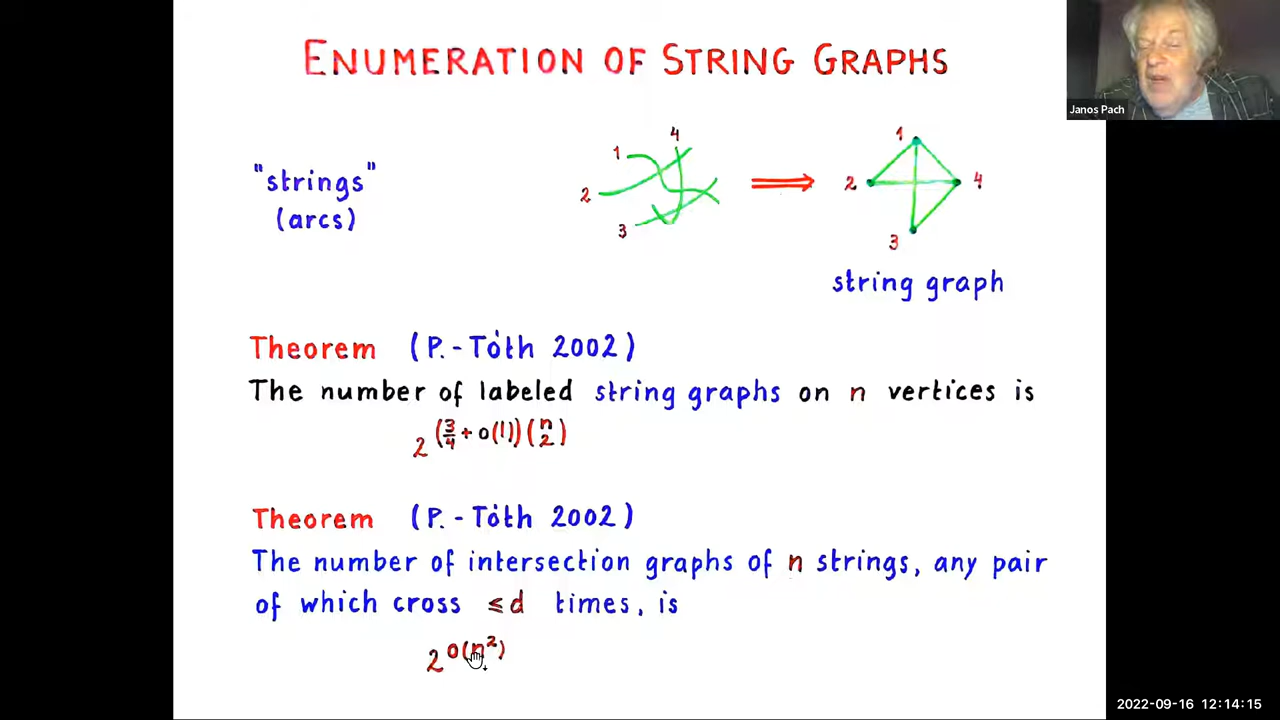 ENUMERATION OF STRING GRAPHS
Janos Pach
"strings"
(arcs)
1
2
3
4
1
2
4
3
string graph
Theorem (P. - Tóth 2002)
The number of labeled string graphs on n vertices is
2^{(3/4 + o(1)) (n 2)}
Theorem (P. - Tóth 2002)
The number of intersection graphs of n strings, any pair
of which cross ≤ d times, is
2^{o(n^2)}
2022-09-16 12:14:15